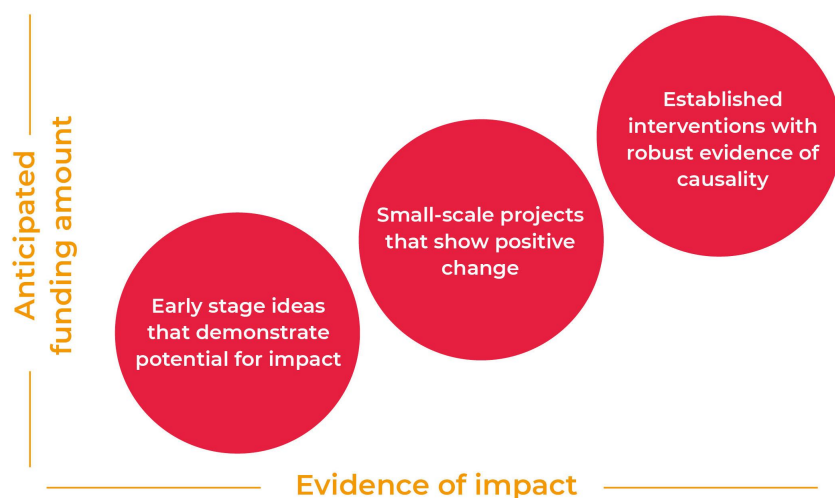 Anticipated
funding amount
Early stage ideas
that demonstrate
potential for impact
Small-scale projects
that show positive
change
Established
interventions with
robust evidence of
causality
Evidence of impact